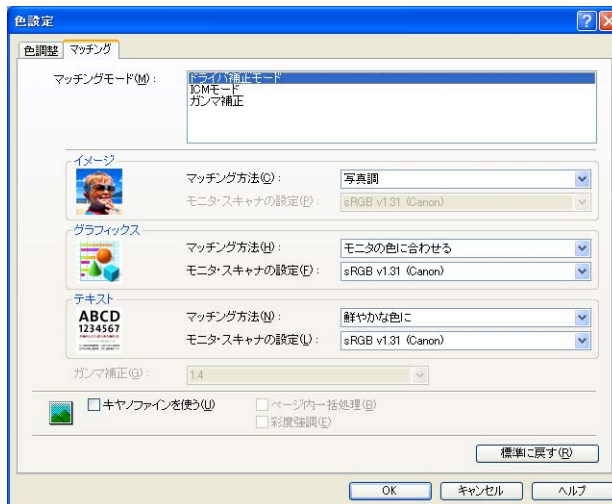 色設定
色調整 マッチング
マッチングモード(M)：
ドライバ補正モード
ICMモード
ガンマ補正
イメージ
マッチング方法(C)： 写真調
モニタ・スキャナの設定(P)： sRGB v1.31 (Canon)
グラフィックス
マッチング方法(H)： モニタの色に合わせる
モニタ・スキャナの設定(F)： sRGB v1.31 (Canon)
テキスト
ABCD
1234567
マッチング方法(N)： 鮮やかな色に
モニタ・スキャナの設定(L)： sRGB v1.31 (Canon)
ガンマ補正(G)： 1.4
キヤノファインを使う(U) ページ内一括処理(B)
彩度強調(E)
標準に戻す(R)
OK キャンセル ヘルプ